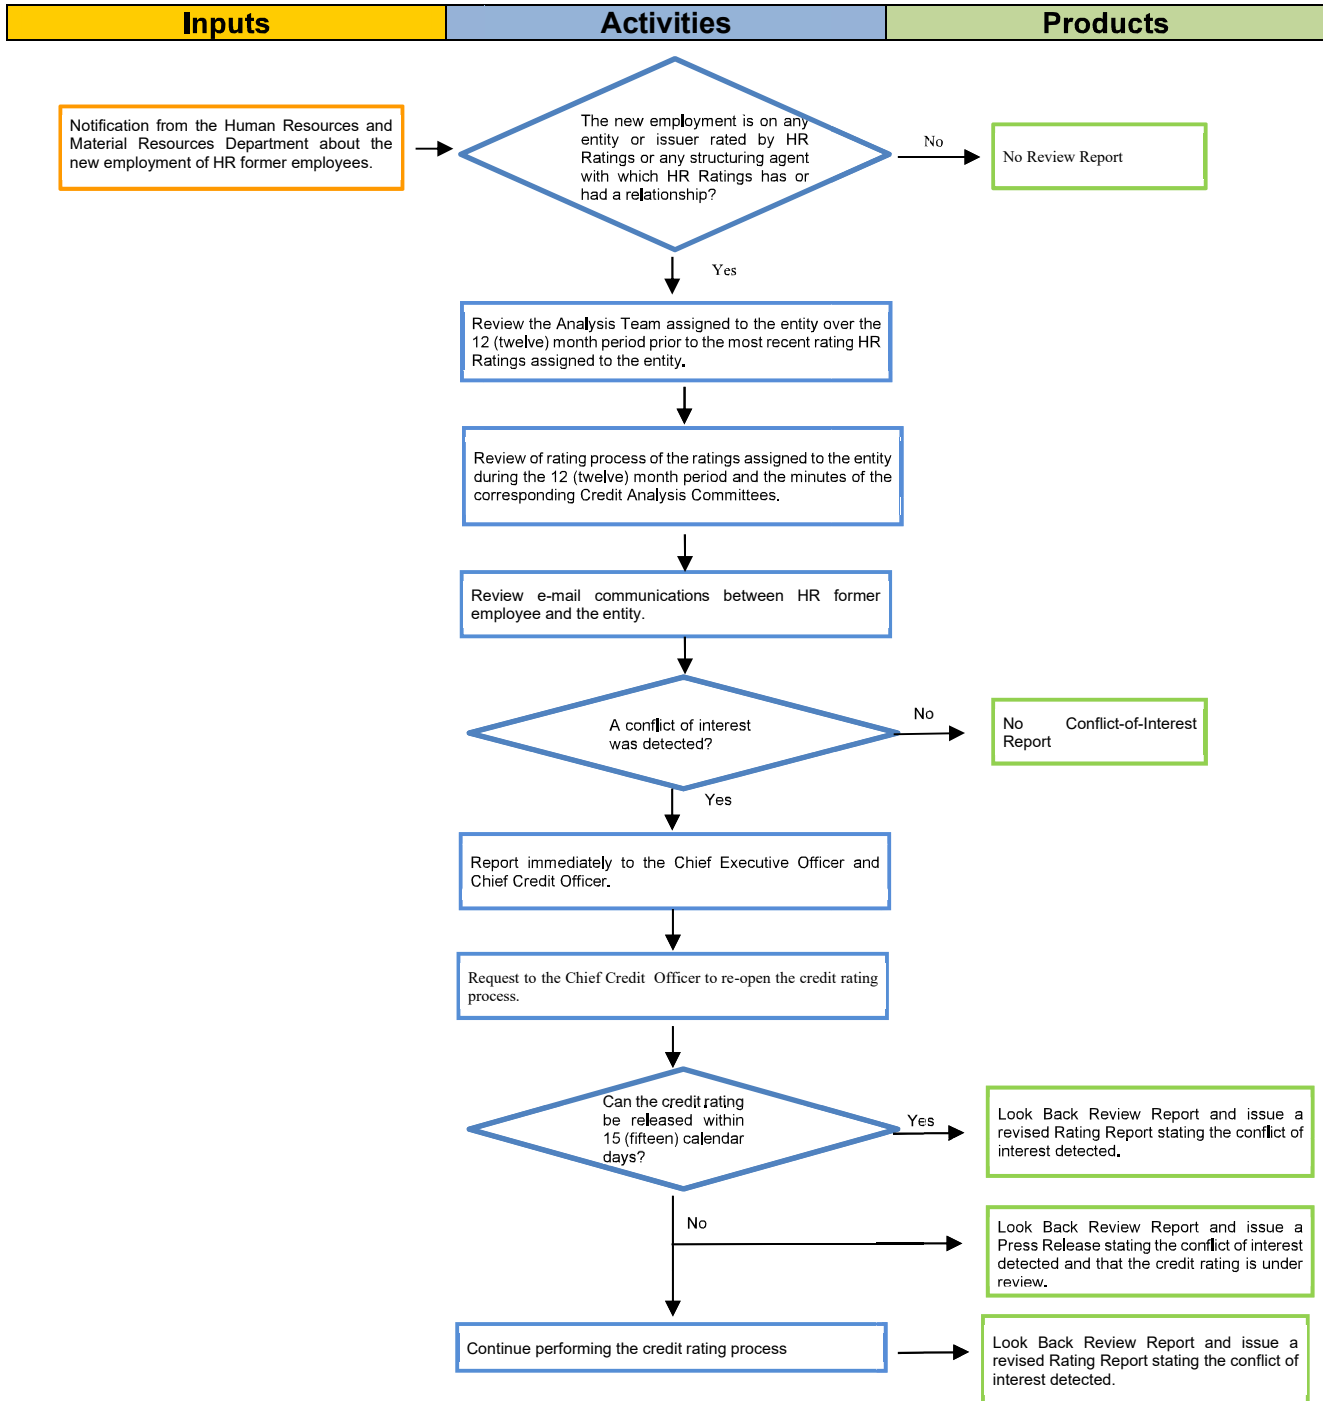 Inputs
Activities
Products
Notification from the Human Resources and
Material Resources Department about the
new employment of HR former employees.
The new employment is on any
entity or issuer rated by HR
Ratings or any structuring agent
with which HR Ratings has or
had a relationship?
No
No Review Report
Yes
Review the Analysis Team assigned to the entity over the
12 (twelve) month period prior to the most recent rating HR
Ratings assigned to the entity.
Review of rating process of the ratings assigned to the entity
during the 12 (twelve) month period and the minutes of the
corresponding Credit Analysis Committees.
Review e-mail communications between HR former
employee and the entity.
A conflict of interest
was detected?
No
No Conflict-of-Interest
Report
Yes
Report immediately to the Chief Executive Officer and
Chief Credit Officer.
Request to the Chief Credit Officer to re-open the credit rating
process.
Can the credit rating
be released within
15 (fifteen) calendar
days?
Yes
Look Back Review Report and issue a
revised Rating Report stating the conflict of
interest detected.
No
Look Back Review Report and issue a
Press Release stating the conflict of interest
detected and that the credit rating is under
review.
Continue performing the credit rating process
Look Back Review Report and issue a
revised Rating Report stating the conflict of
interest detected.